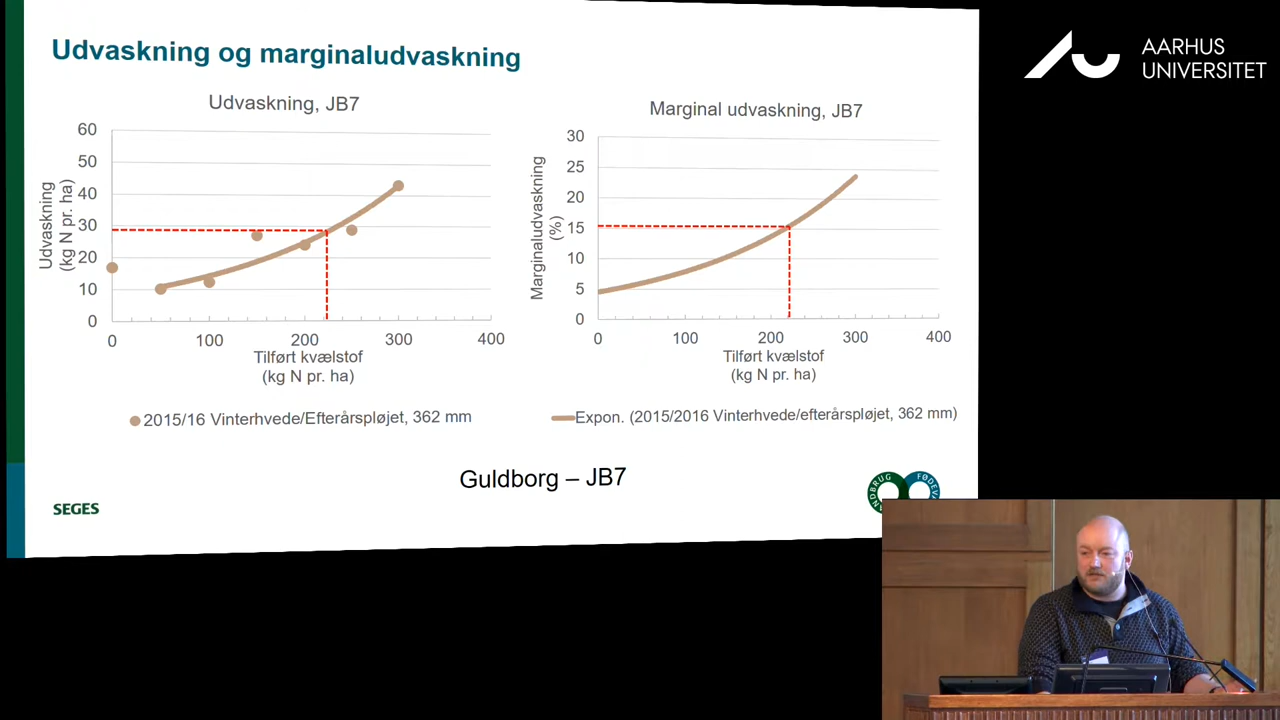 Udvaskning og marginaludvaskning
Udvaskning, JB7
60
50
40
30
20
10
0
Udvaskning
(kg N pr. ha)
0 100 200 300 400
Tilført kvælstof
(kg N pr. ha)
2015/16 Vinterhvede/Efterårspløjet, 362 mm
Marginal udvaskning, JB7
30
25
20
15
10
5
0
Marginaludvaskning
(%)
0 100 200 300 400
Tilført kvælstof
(kg N pr. ha)
Expon. (2015/2016 Vinterhvede/efterårspløjet, 362 mm)
Guldborg – JB7
SEGES
AARHUS
UNIVERSITET